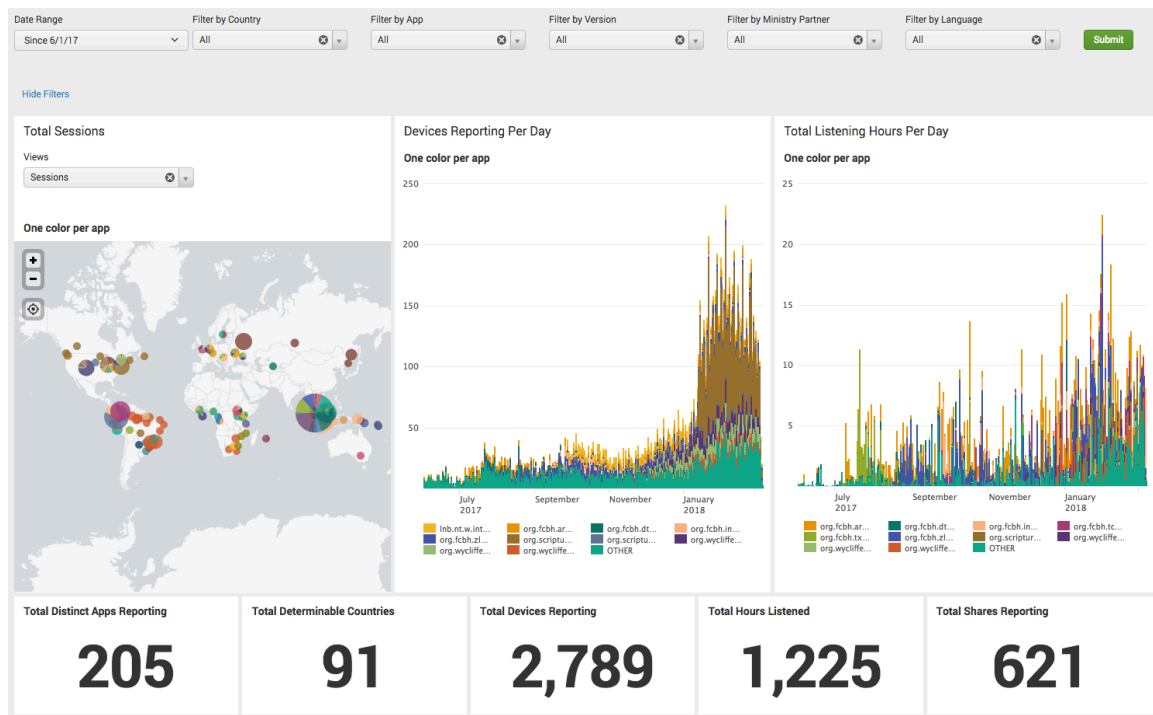 Date Range
Filter by Country
Filter by App
Filter by Version
Filter by Ministry Partner
Filter by Language
Since 6/1/17
All
All
All
All
All
Submit
Hide Filters
Total Sessions
Views
Sessions
One color per app
+
-
Devices Reporting Per Day
One color per app
250
200
150
100
50
July
2017
September
November
January
2018
lnb.nt.w.int...
org.fcbh.ar...
org.fcbh.dt...
org.fcbh.in...
org.fcbh.zl...
org.scriptu...
org.scriptu...
org.wycliffe...
org.wycliffe...
org.wycliffe...
OTHER
Total Listening Hours Per Day
One color per app
25
20
15
10
5
July
2017
September
November
January
2018
org.fcbh.ar...
org.fcbh.dt...
org.fcbh.in...
org.fcbh.tc...
org.fcbh.tx...
org.fcbh.zl...
org.scriptur...
org.wycliffe...
org.wycliffe...
org.wycliffe...
OTHER
Total Distinct Apps Reporting
205
Total Determinable Countries
91
Total Devices Reporting
2,789
Total Hours Listened
1,225
Total Shares Reporting
621